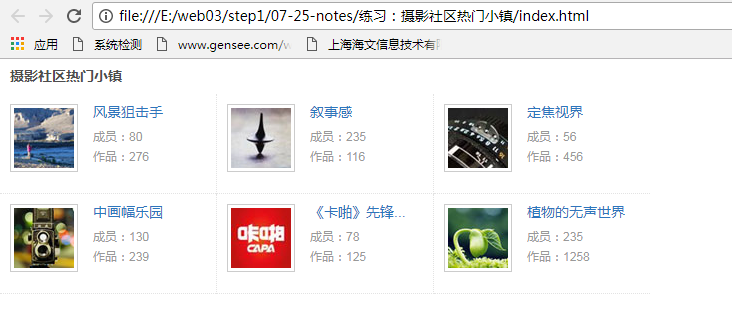 file:///E:/web03/step1/07-25-notes/练习：摄影社区热门小镇/index.html
应用 系统检测 www.gensee.com/w 上海海文信息技术有限
摄影社区热门小镇
风景狙击手 叙事感 定焦视界
成员：80 成员：235 成员：56
作品：276 作品：116 作品：456
中画幅乐园 《卡啪》先锋... 植物的无声世界
成员：130 成员：78 成员：235
作品：239 作品：125 作品：1258
咔啪
CAPA